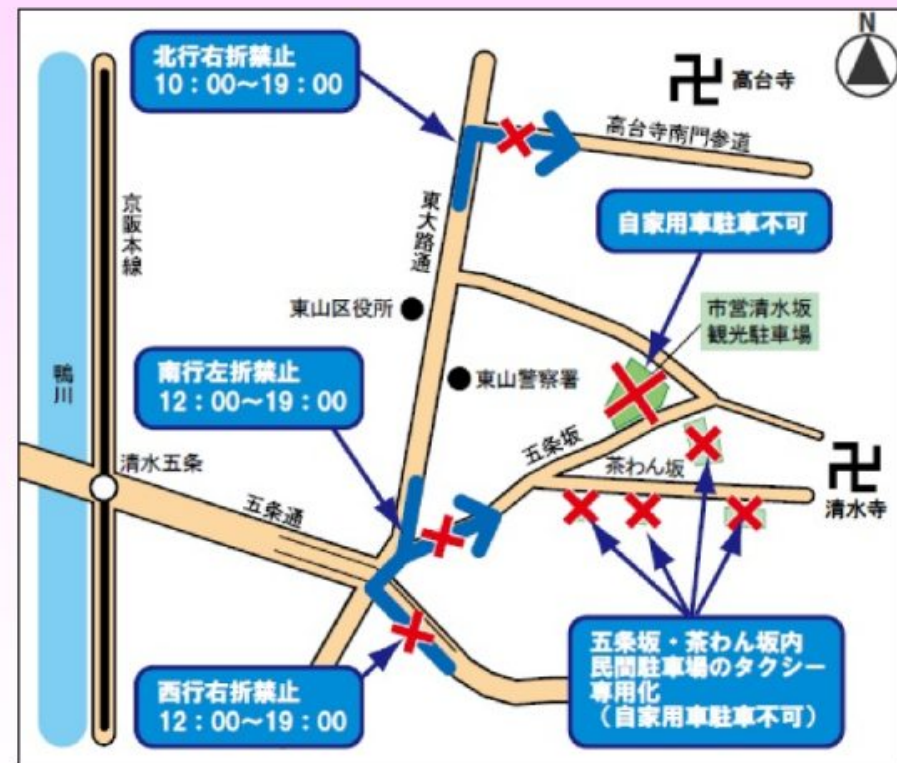 北行右折禁止
10：00～19：00
N
卍 高台寺
高台寺南門参道
京阪本線
東大路通
自家用車駐車不可
東山区役所
市営清水坂
観光駐車場
鴨川
南行左折禁止
12：00～19：00
東山警察署
五条坂
茶わん坂
卍
清水寺
清水五条
五条通
西行右折禁止
12：00～19：00
五条坂・茶わん坂内
民間駐車場のタクシー
専用化
（自家用車駐車不可）